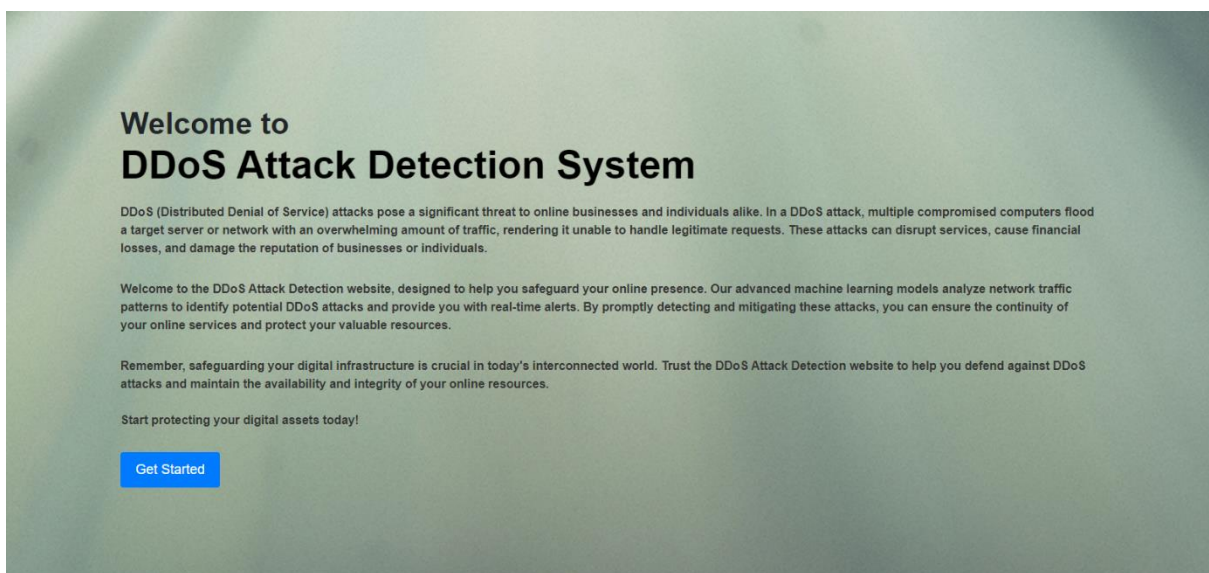 Welcome to
DDoS Attack Detection System
DDoS (Distributed Denial of Service) attacks pose a significant threat to online businesses and individuals alike. In a DDoS attack, multiple compromised computers flood
a target server or network with an overwhelming amount of traffic, rendering it unable to handle legitimate requests. These attacks can disrupt services, cause financial
losses, and damage the reputation of businesses or individuals.
Welcome to the DDoS Attack Detection website, designed to help you safeguard your online presence. Our advanced machine learning models analyze network traffic
patterns to identify potential DDoS attacks and provide you with real-time alerts. By promptly detecting and mitigating these attacks, you can ensure the continuity of
your online services and protect your valuable resources.
Remember, safeguarding your digital infrastructure is crucial in today's interconnected world. Trust the DDoS Attack Detection website to help you defend against DDoS
attacks and maintain the availability and integrity of your online resources.
Start protecting your digital assets today!
Get Started